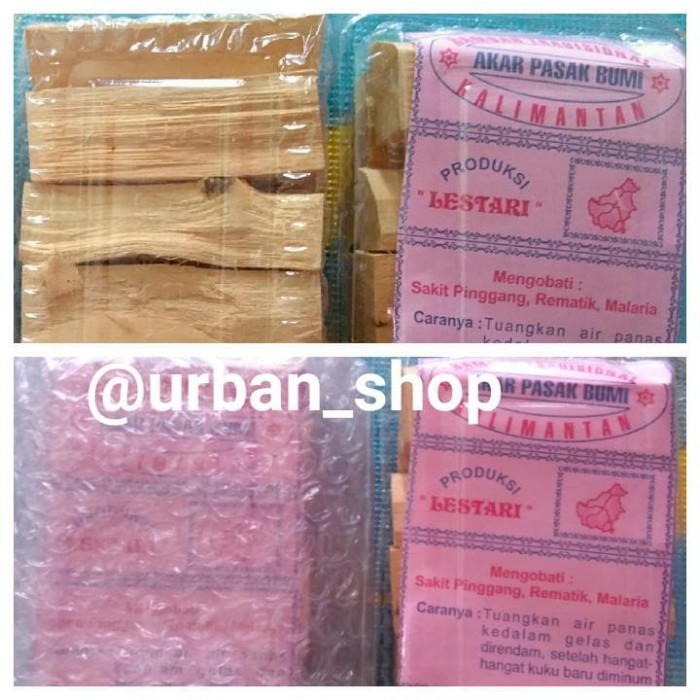 RAMUAN TRADISIONAL
AKAR PASAK BUMI
KALIMANTAN
PRODUKSI
" LESTARI "
Mengobati :
Sakit Pinggang, Rematik, Malaria
Caranya : Tuangkan air panas
@urban_shop
AKAR PASAK BUMI
KALIMANTAN
PRODUKSI
" LESTARI "
Mengobati :
Sakit Pinggang, Rematik, Malaria
Caranya : Tuangkan air panas
kedalam gelas dan
direndam, setelah hangat-
hangat kuku baru diminum